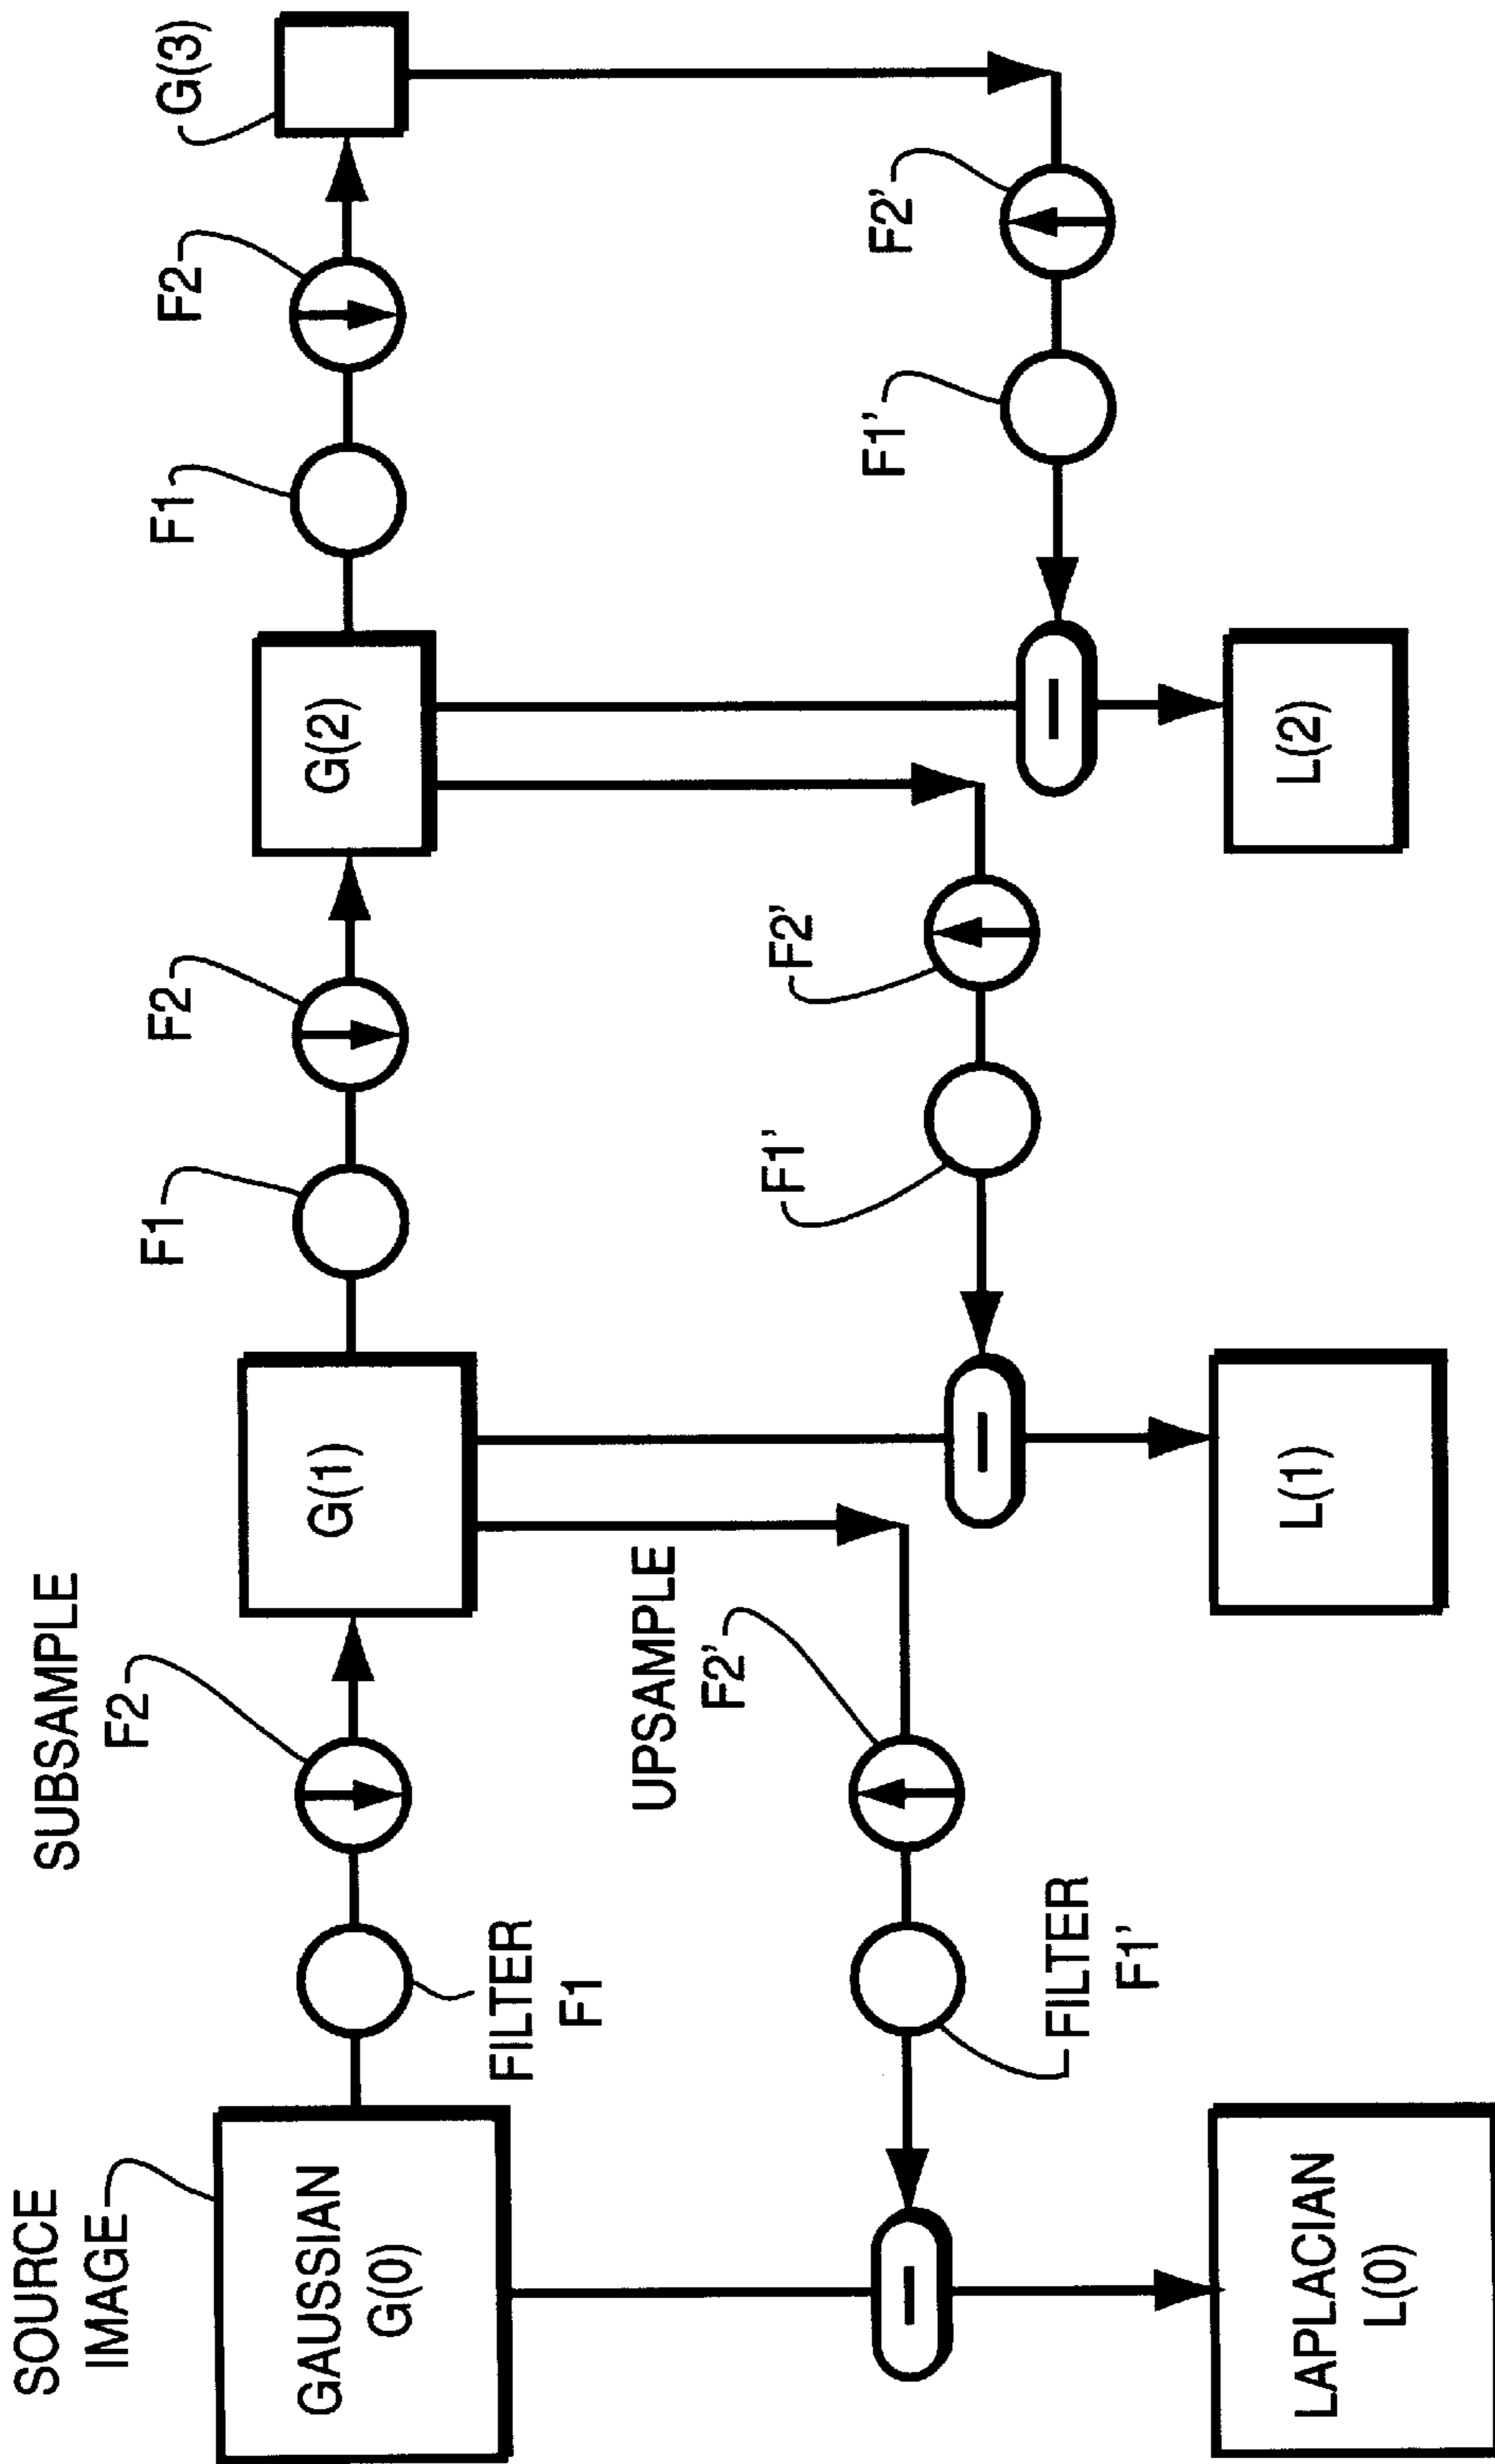 SOURCE
IMAGE
GAUSSIAN
G(0)
FILTER
F1
SUBSAMPLE
F2
G(1)
F1
F2
G(2)
F1
F2
G(3)
UPSAMPLE
F2'
FILTER
F1'
F1'
F2'
F1'
F2'
LAPLACIAN
L(0)
L(1)
L(2)